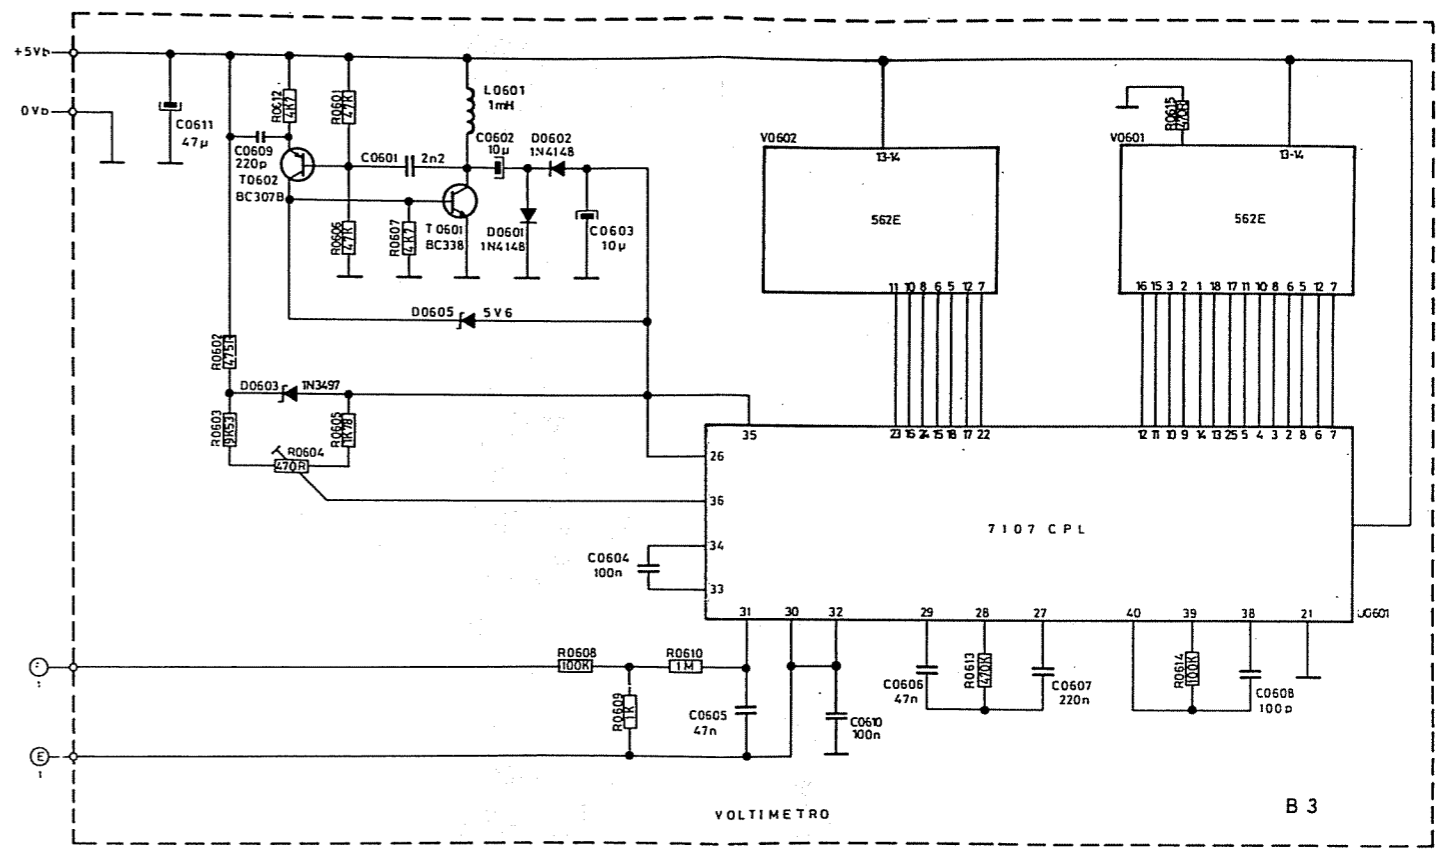 +5Vb
0Vb
C0611
47µ
R0612
4K7
R0601
47K
C0609
220p
T0602
BC307B
C0601 2n2
L0601
1mH
C0602
10µ
D0602
1N4148
R0606
47K
R0607
4K7
T0601
BC338
D0601
1N4148
C0603
10µ
D0605 5V6
R0602
475R
D0603 1N3497
R0603
R0605
1K78
R0604
470R
V0602
13-14
562E
11 10 8 6 5 12 7
V0601
R0615
470R
13-14
562E
16 15 3 2 1 18 17 11 10 8 6 5 12 7
35
23 16 24 15 18 17 22
12 11 10 9 14 13 25 5 4 3 2 8 6 7
26
36
34
33
7107 CPL
C0604
100n
31 30 32 29 28 27 40 39 38 21
U0601
R0608
100K
R0610
1M
R0609
1K
C0605
47n
C0610
100n
C0606
47n
R0613
470K
C0607
220n
R0614
100K
C0608
100p
F
1
E
1
VOLTIMETRO
B 3